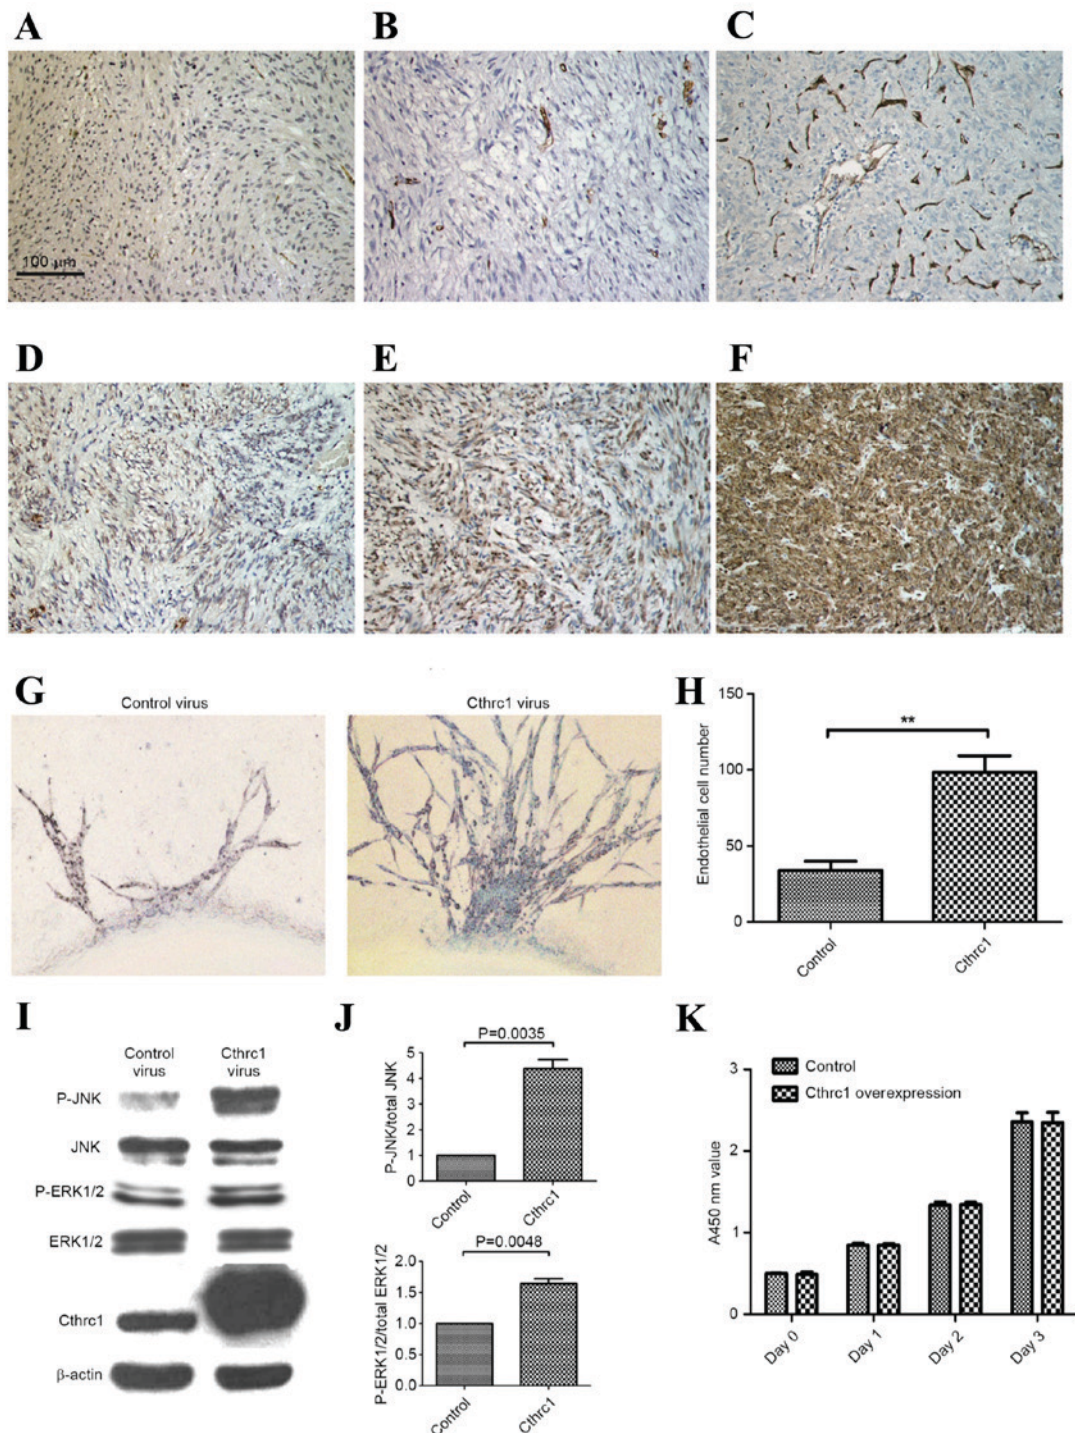 A
B
C
100 µm
D
E
F
G
Control virus
Cthrc1 virus
H
Endothelial cell number
150
100
50
0
**
Control
Cthrc1
I
Control virus
Cthrc1 virus
P-JNK
JNK
P-ERK1/2
ERK1/2
Cthrc1
β-actin
J
P=0.0035
P-JNK/total JNK
5
4
3
2
1
0
Control
Cthrc1
P=0.0048
P-ERK1/2/total ERK1/2
2.0
1.5
1.0
0.5
0.0
Control
Cthrc1
K
Control
Cthrc1 overexpression
A450 nm value
3
2
1
0
Day 0
Day 1
Day 2
Day 3